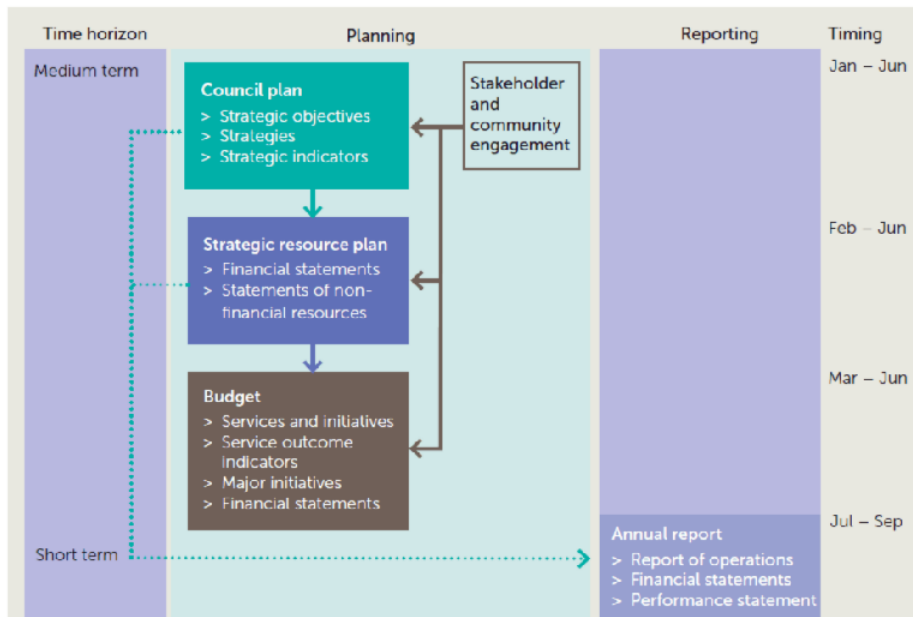 Time horizon
Planning
Reporting
Timing
Medium term
Council plan
> Strategic objectives
> Strategies
> Strategic indicators
Stakeholder
and
community
engagement
Jan – Jun
Strategic resource plan
> Financial statements
> Statements of non-
financial resources
Feb – Jun
Budget
> Services and initiatives
> Service outcome
indicators
> Major initiatives
> Financial statements
Mar – Jun
Short term
Annual report
> Report of operations
> Financial statements
> Performance statement
Jul – Sep